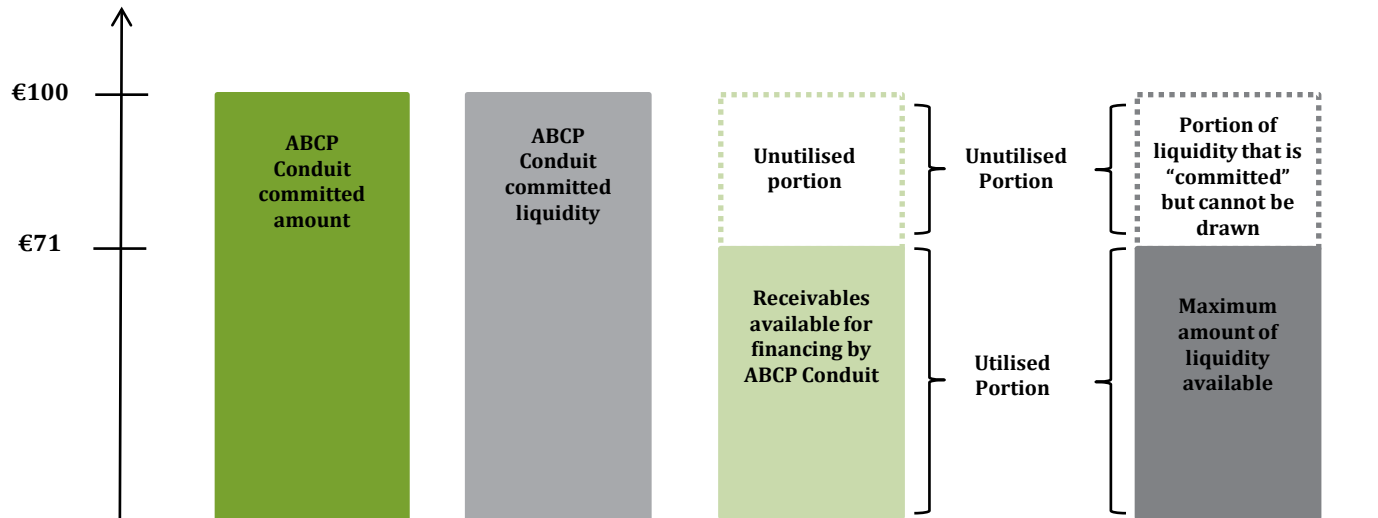 €100
€71
ABCP
Conduit
committed
amount
ABCP
Conduit
committed
liquidity
Unutilised
portion
Receivables
available for
financing by
ABCP Conduit
Unutilised
Portion
Utilised
Portion
Portion of
liquidity that is
“committed”
but cannot be
drawn
Maximum
amount of
liquidity
available